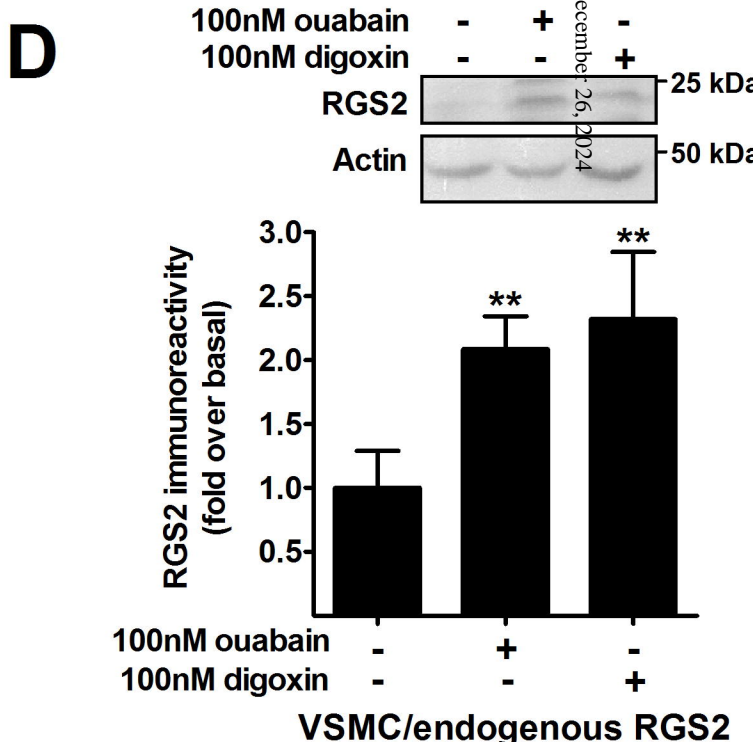 D
100nM ouabain - + -
100nM digoxin - - +
RGS2
25 kDa
Actin
50 kDa
ecember 26, 2024
** **
3.0
2.5
2.0
1.5
1.0
0.5
RGS2 immunoreactivity
(fold over basal)
100nM ouabain - + -
100nM digoxin - - +
VSMC/endogenous RGS2